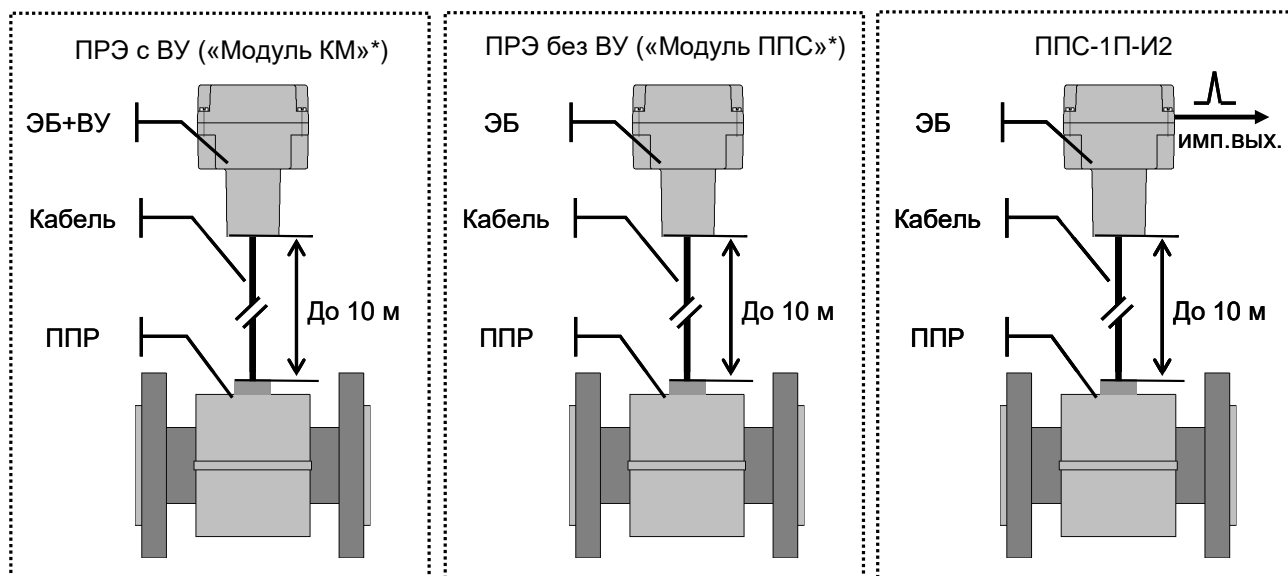 ПРЭ с ВУ («Модуль КМ»*)
ЭБ+ВУ
Кабель
До 10 м
ППР
ПРЭ без ВУ («Модуль ППС»*)
ЭБ
Кабель
До 10 м
ППР
ППС-1П-И2
ЭБ
имп.вых.
Кабель
До 10 м
ППР